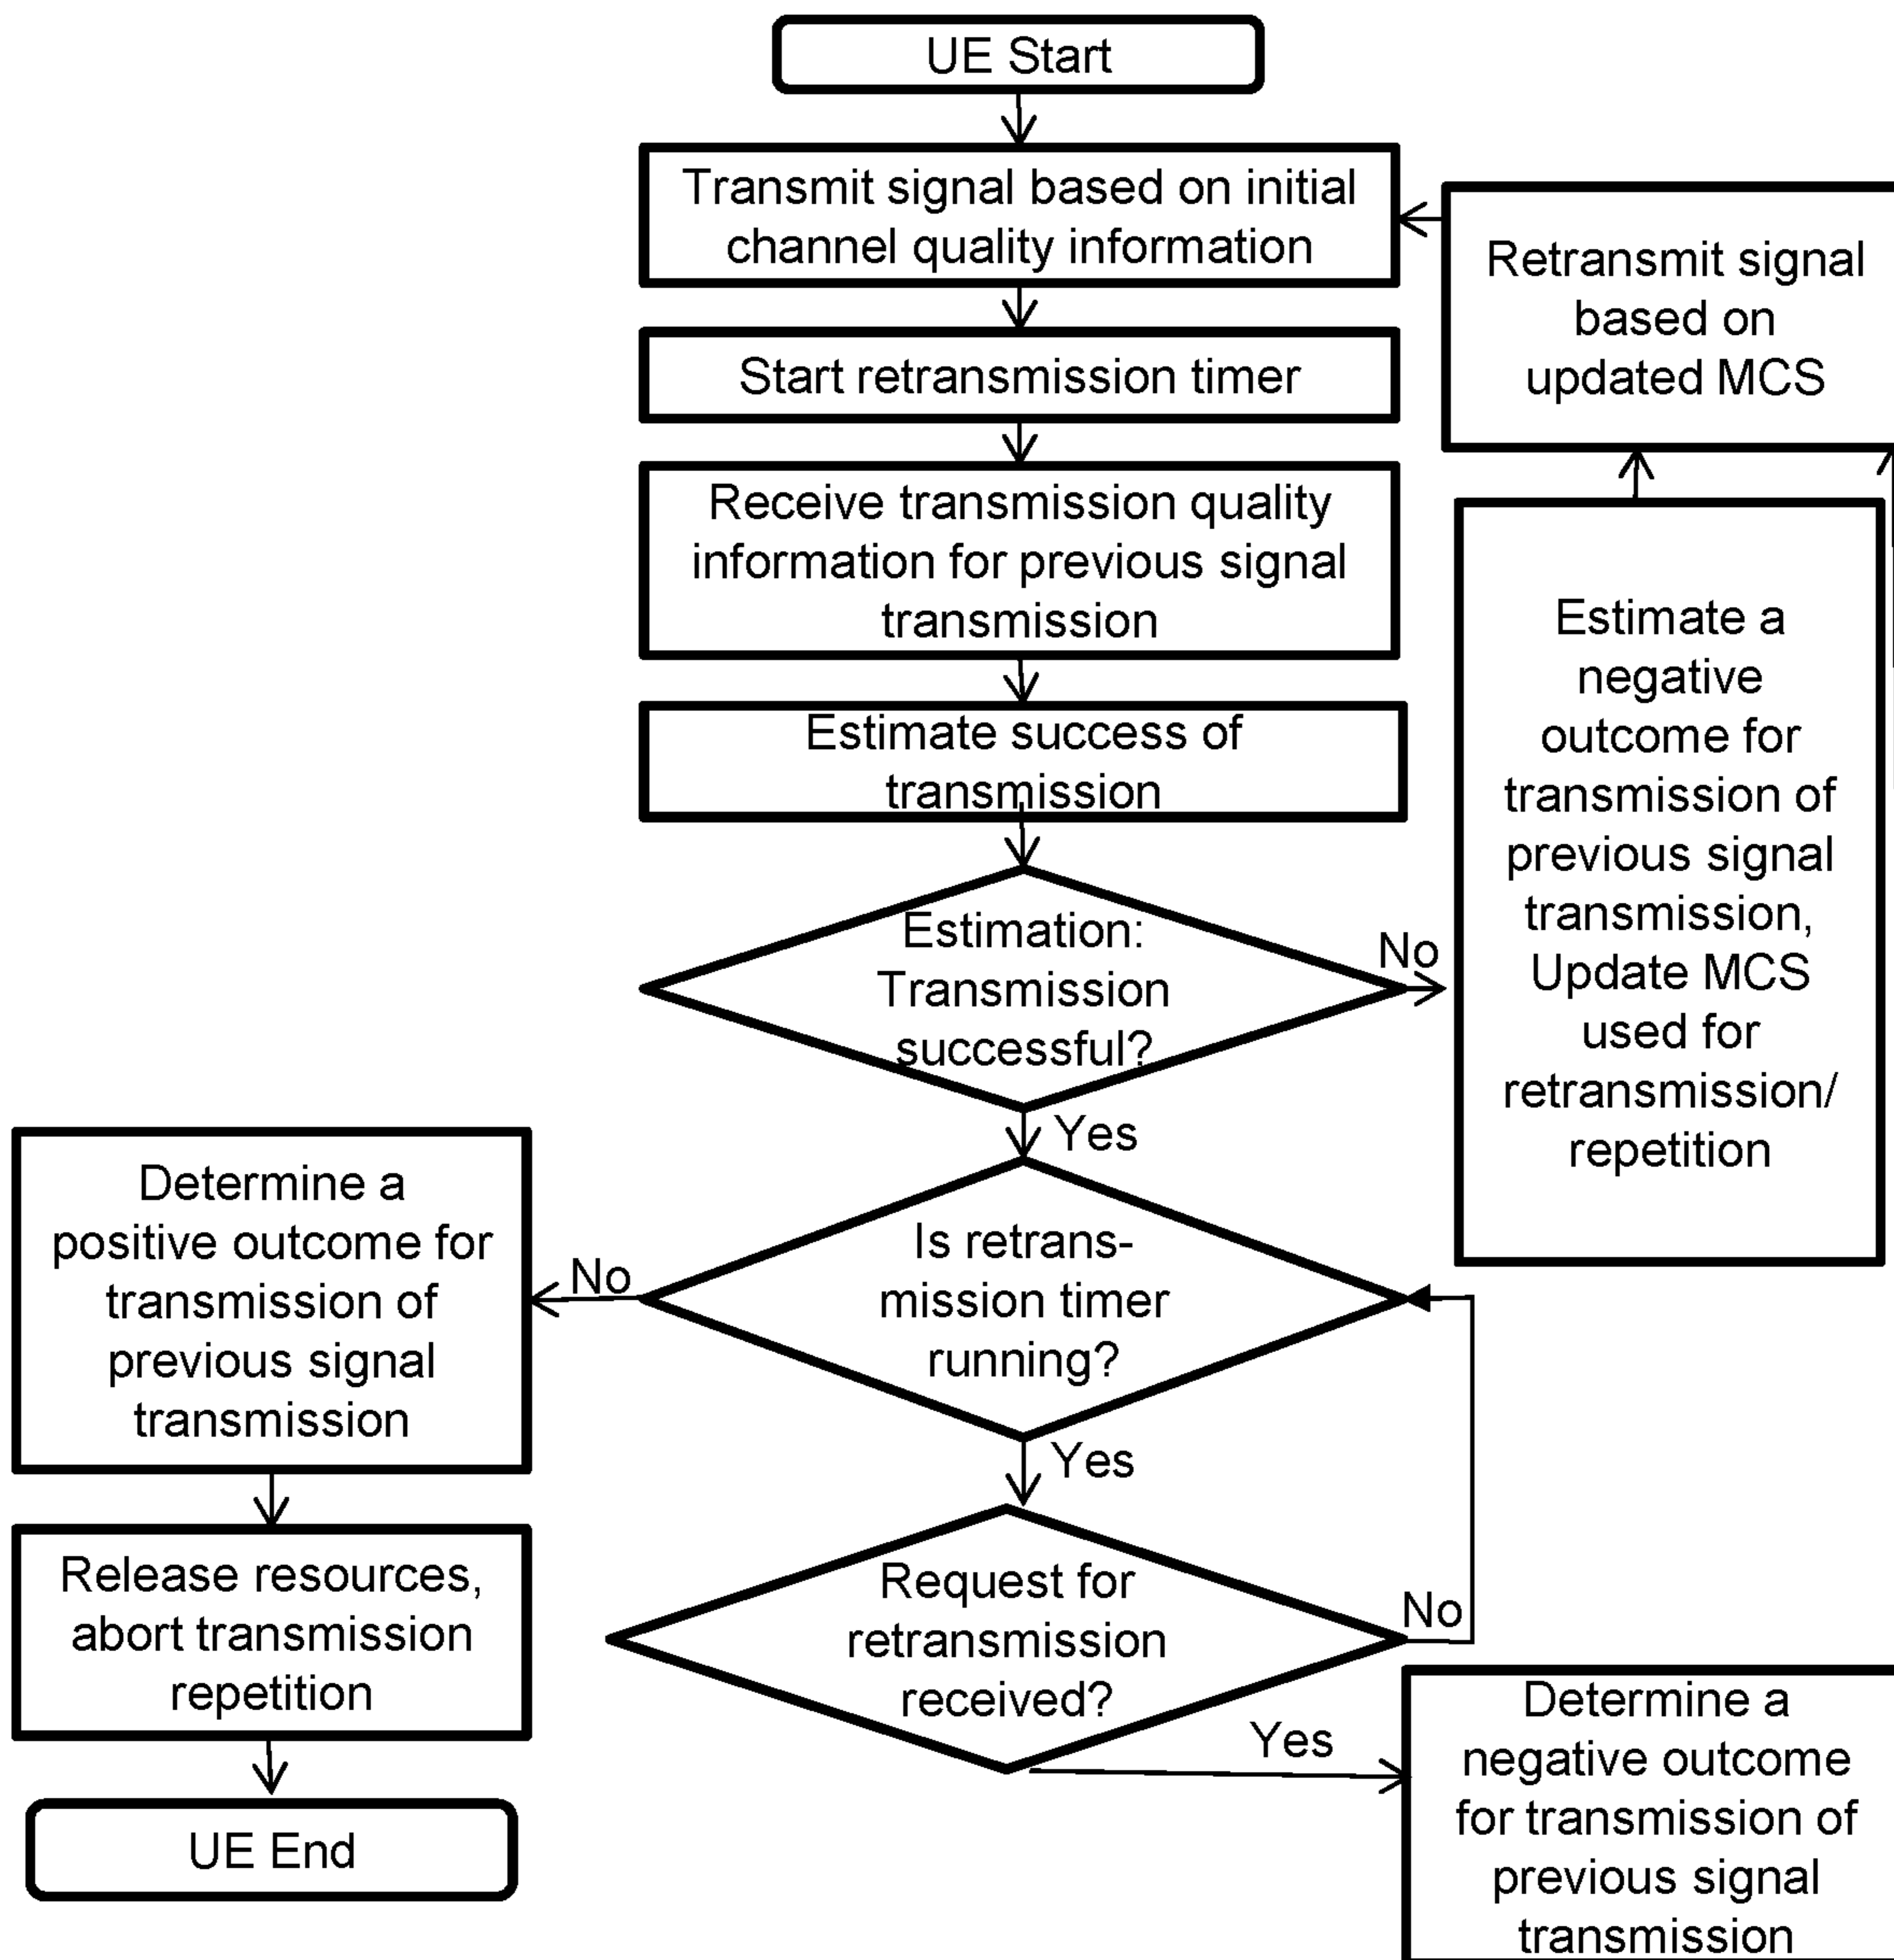 UE Start
Transmit signal based on initial
channel quality information
Retransmit signal
based on
updated MCS
Start retransmission timer
Receive transmission quality
information for previous signal
transmission
Estimate success of
transmission
Estimate a
negative
outcome for
transmission of
previous signal
transmission,
Update MCS
used for
retransmission/
repetition
Estimation:
Transmission
successful?
No
Yes
Is retrans-
mission timer
running?
No
Yes
Determine a
positive outcome for
transmission of
previous signal
transmission
Release resources,
abort transmission
repetition
UE End
Request for
retransmission
received?
No
Yes
Determine a
negative outcome
for transmission of
previous signal
transmission